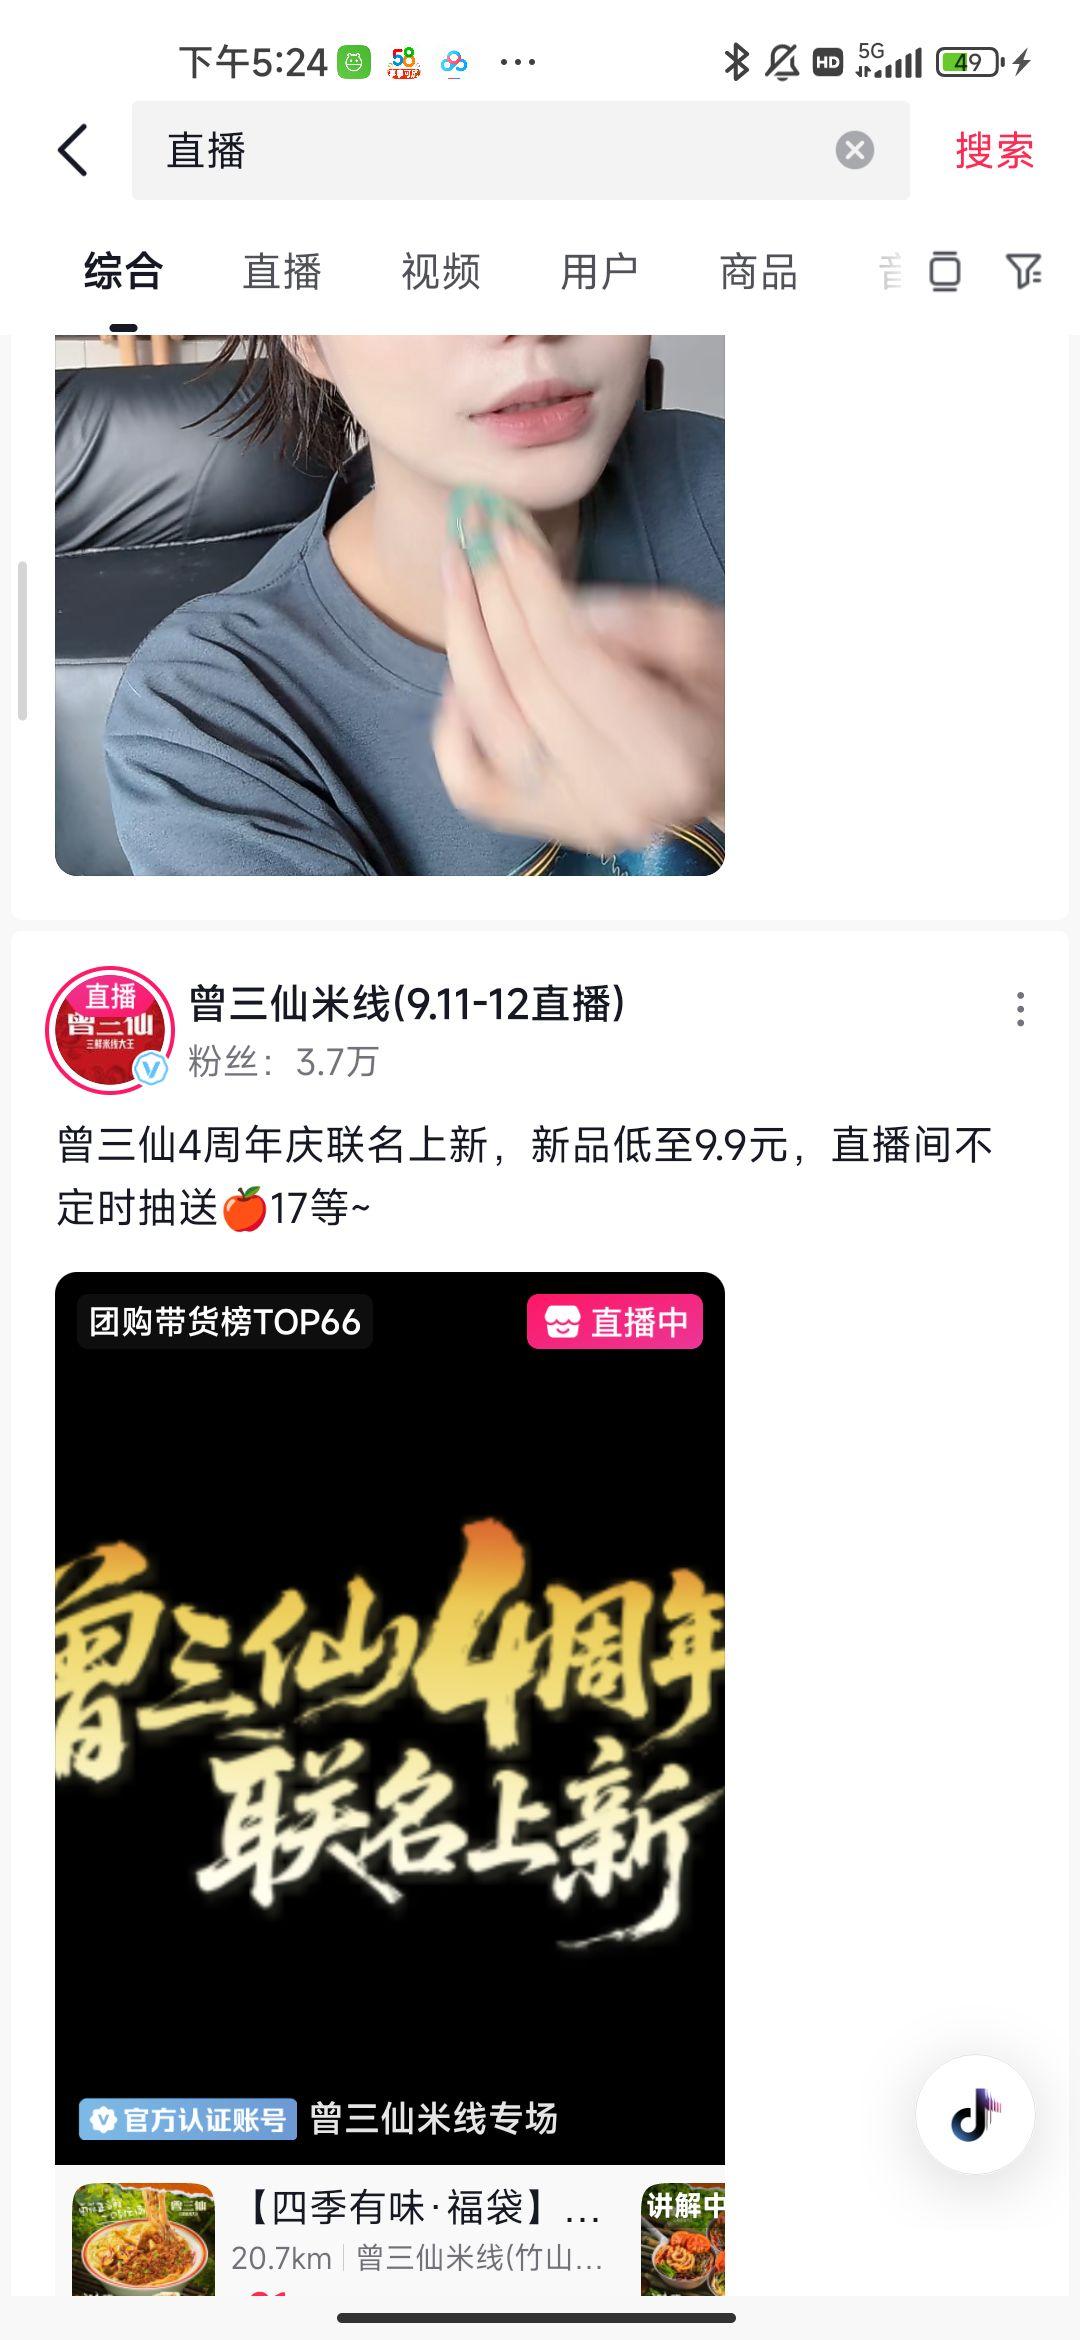 下午5:24
58
HD
5G
49
直播
搜索
综合
直播
视频
用户
商品
直播
曾三仙
三鲜米线大王
曾三仙米线(9.11-12直播)
粉丝：3.7万
曾三仙4周年庆联名上新，新品低至9.9元，直播间不
定时抽送🍎17等~
团购带货榜TOP66
直播中
曾三仙4周年
联名上新
官方认证账号
曾三仙米线专场
曾三仙
【四季有味·福袋】...
讲解中
20.7km
曾三仙米线(竹山...